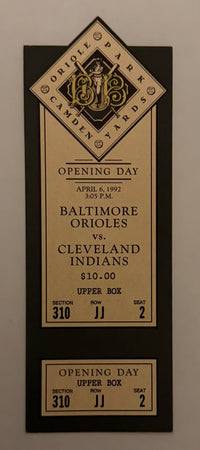 ORIOLE PARK
CAMDEN YARDS
OPENING DAY
APRIL 6, 1992
3:05 P.M.
BALTIMORE
ORIOLES
vs.
CLEVELAND
INDIANS
$10.00
UPPER BOX
SECTION ROW SEAT
310 JJ 2
OPENING DAY
UPPER BOX
SECTION ROW SEAT
310 JJ 2